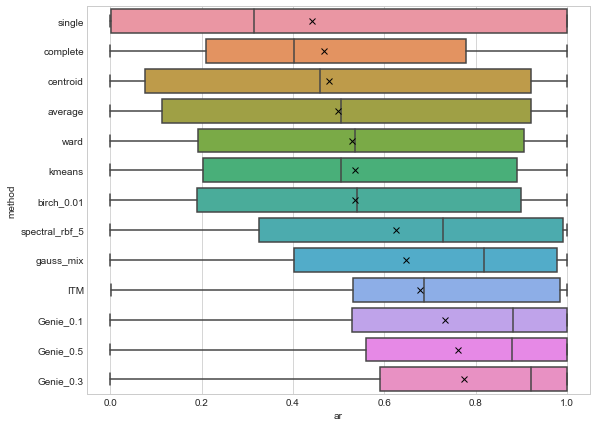 method
single
complete
centroid
average
ward
kmeans
birch_0.01
spectral_rbf_5
gauss_mix
ITM
Genie_0.1
Genie_0.5
Genie_0.3
0.0 0.2 0.4 0.6 0.8 1.0
ar